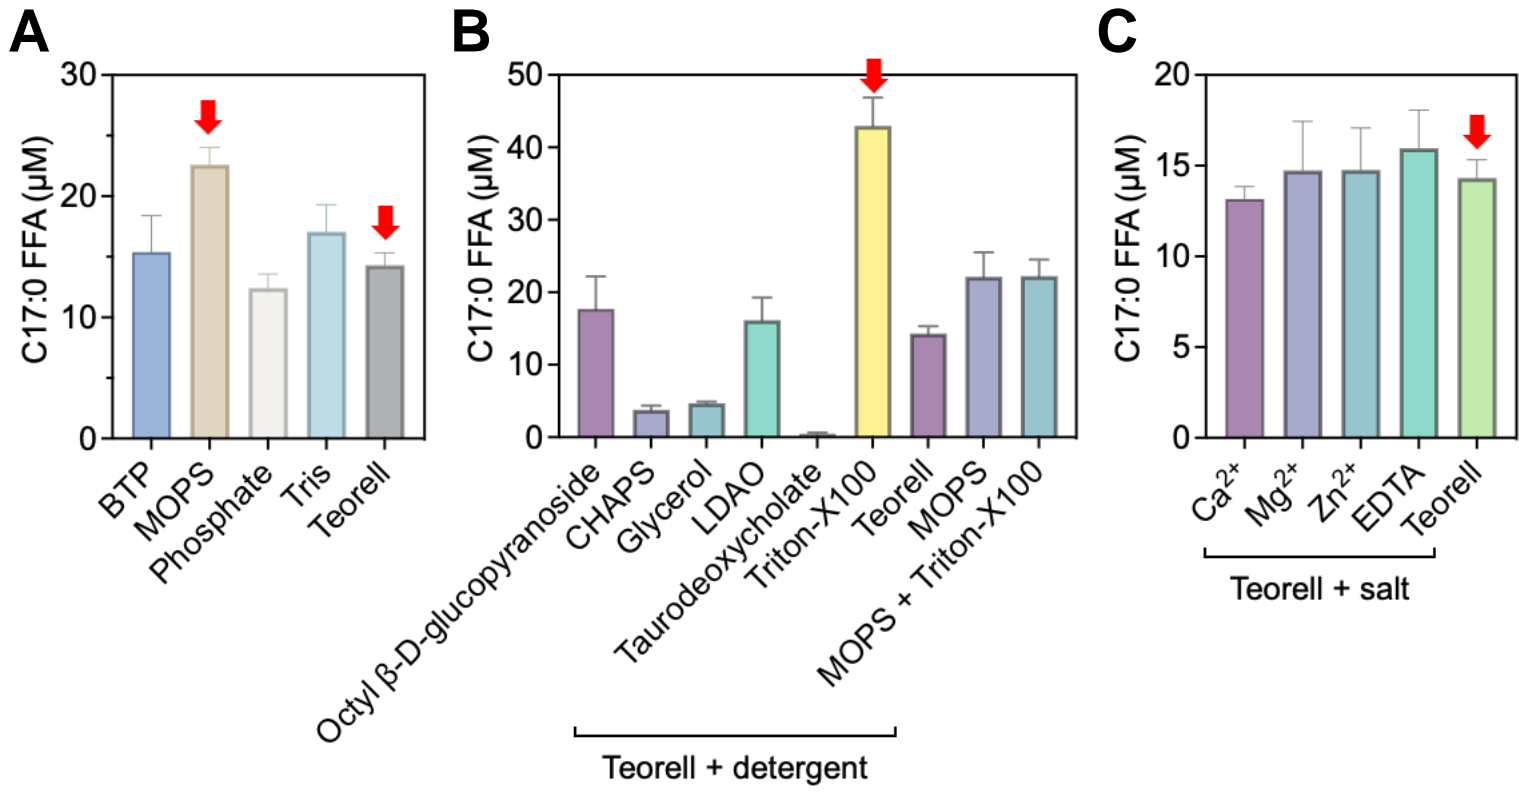 A
30
20
10
0
C17:0 FFA (μM)
BTP
MOPS
Phosphate
Tris
Teorell
B
50
40
30
20
10
0
C17:0 FFA (μM)
Octyl β-D-glucopyranoside
CHAPS
Glycerol
LDAO
Taurodeoxycholate
Triton-X100
Teorell
MOPS
MOPS + Triton-X100
Teorell + detergent
C
20
15
10
5
0
C17:0 FFA (μM)
Ca²⁺
Mg²⁺
Zn²⁺
EDTA
Teorell
Teorell + salt